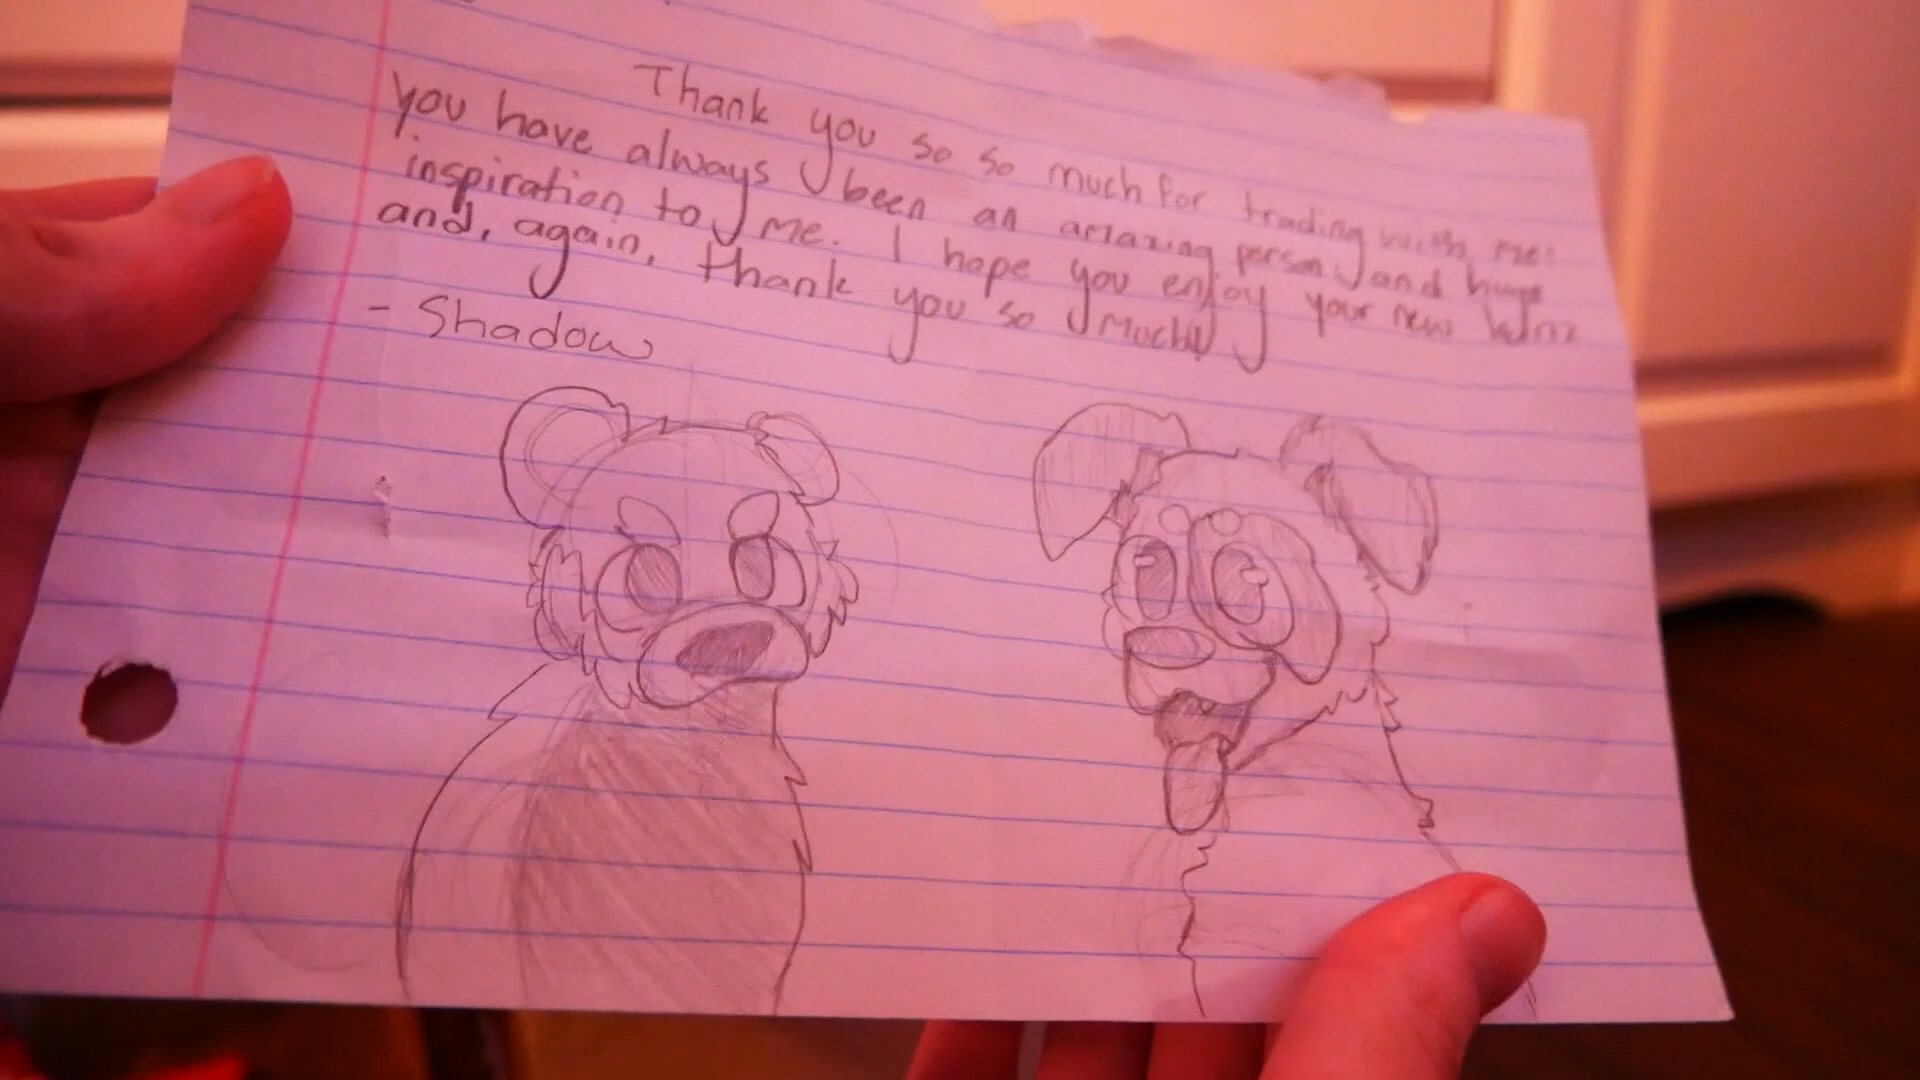 Thank you so so much for trading with me!
you have always been an amazing person and huge
inspiration to me. I hope you enjoy your new
and, again, thank you so much!
- Shadow